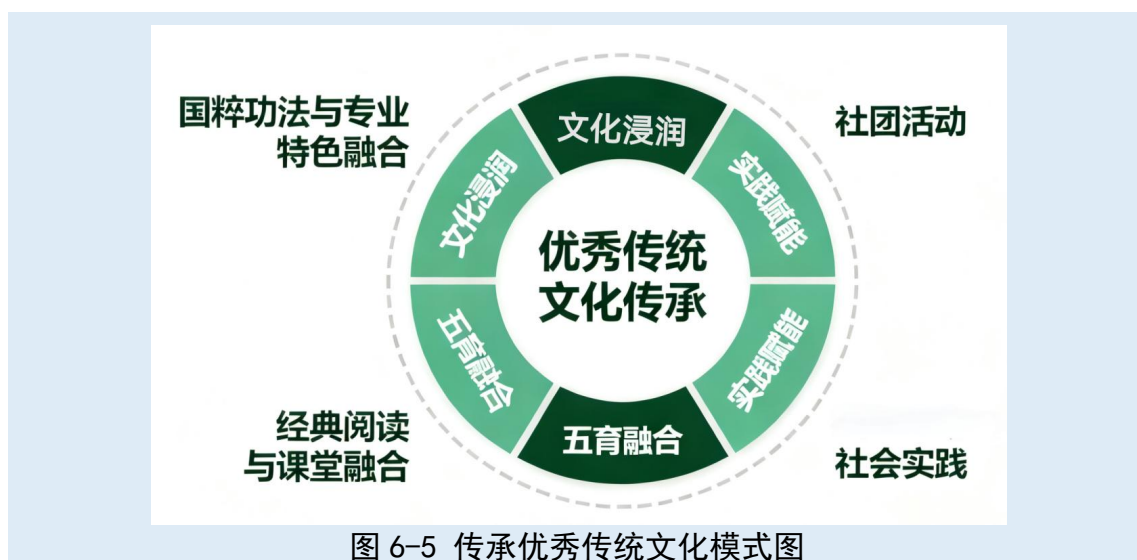 国粹功法与专业
特色融合
文化浸润
社团活动
文化浸润
实践赋能
优秀传统
文化传承
五育融合
实践赋能
经典阅读
与课堂融合
五育融合
社会实践
图 6-5 传承优秀传统文化模式图